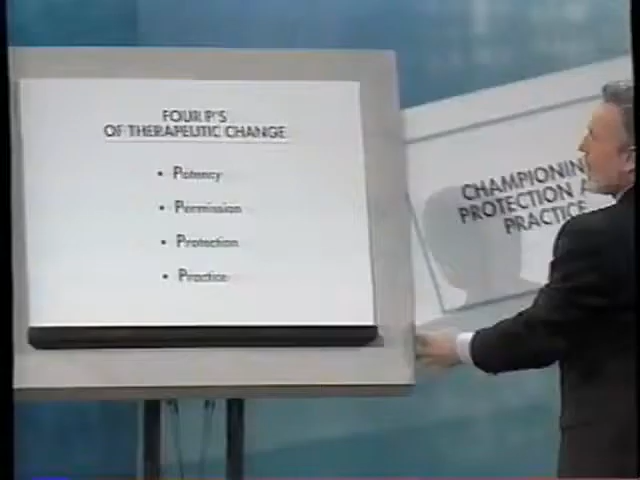 FOUR P'S
OF THERAPEUTIC CHANGE
• Potency
• Permission
• Protection
• Practice
CHAMPIONIN
PROTECTION A
PRACTICE